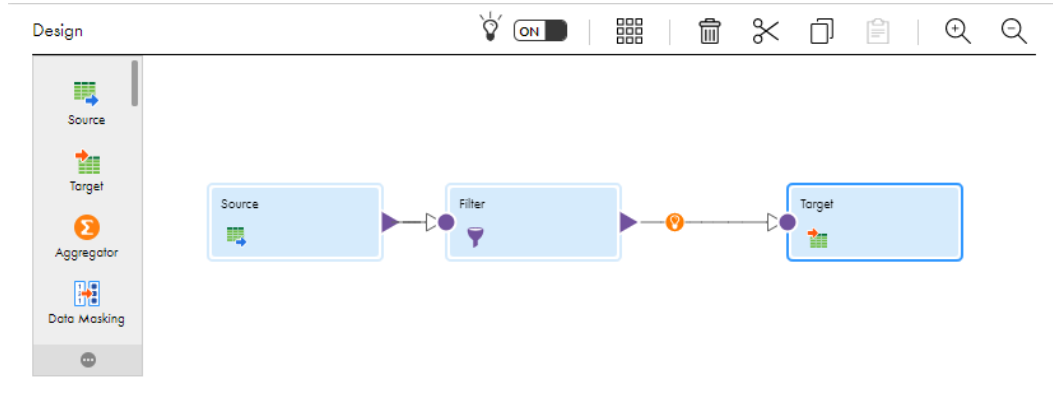 Design
ON
Source
Target
Aggregator
Data Masking
Source
Filter
Target